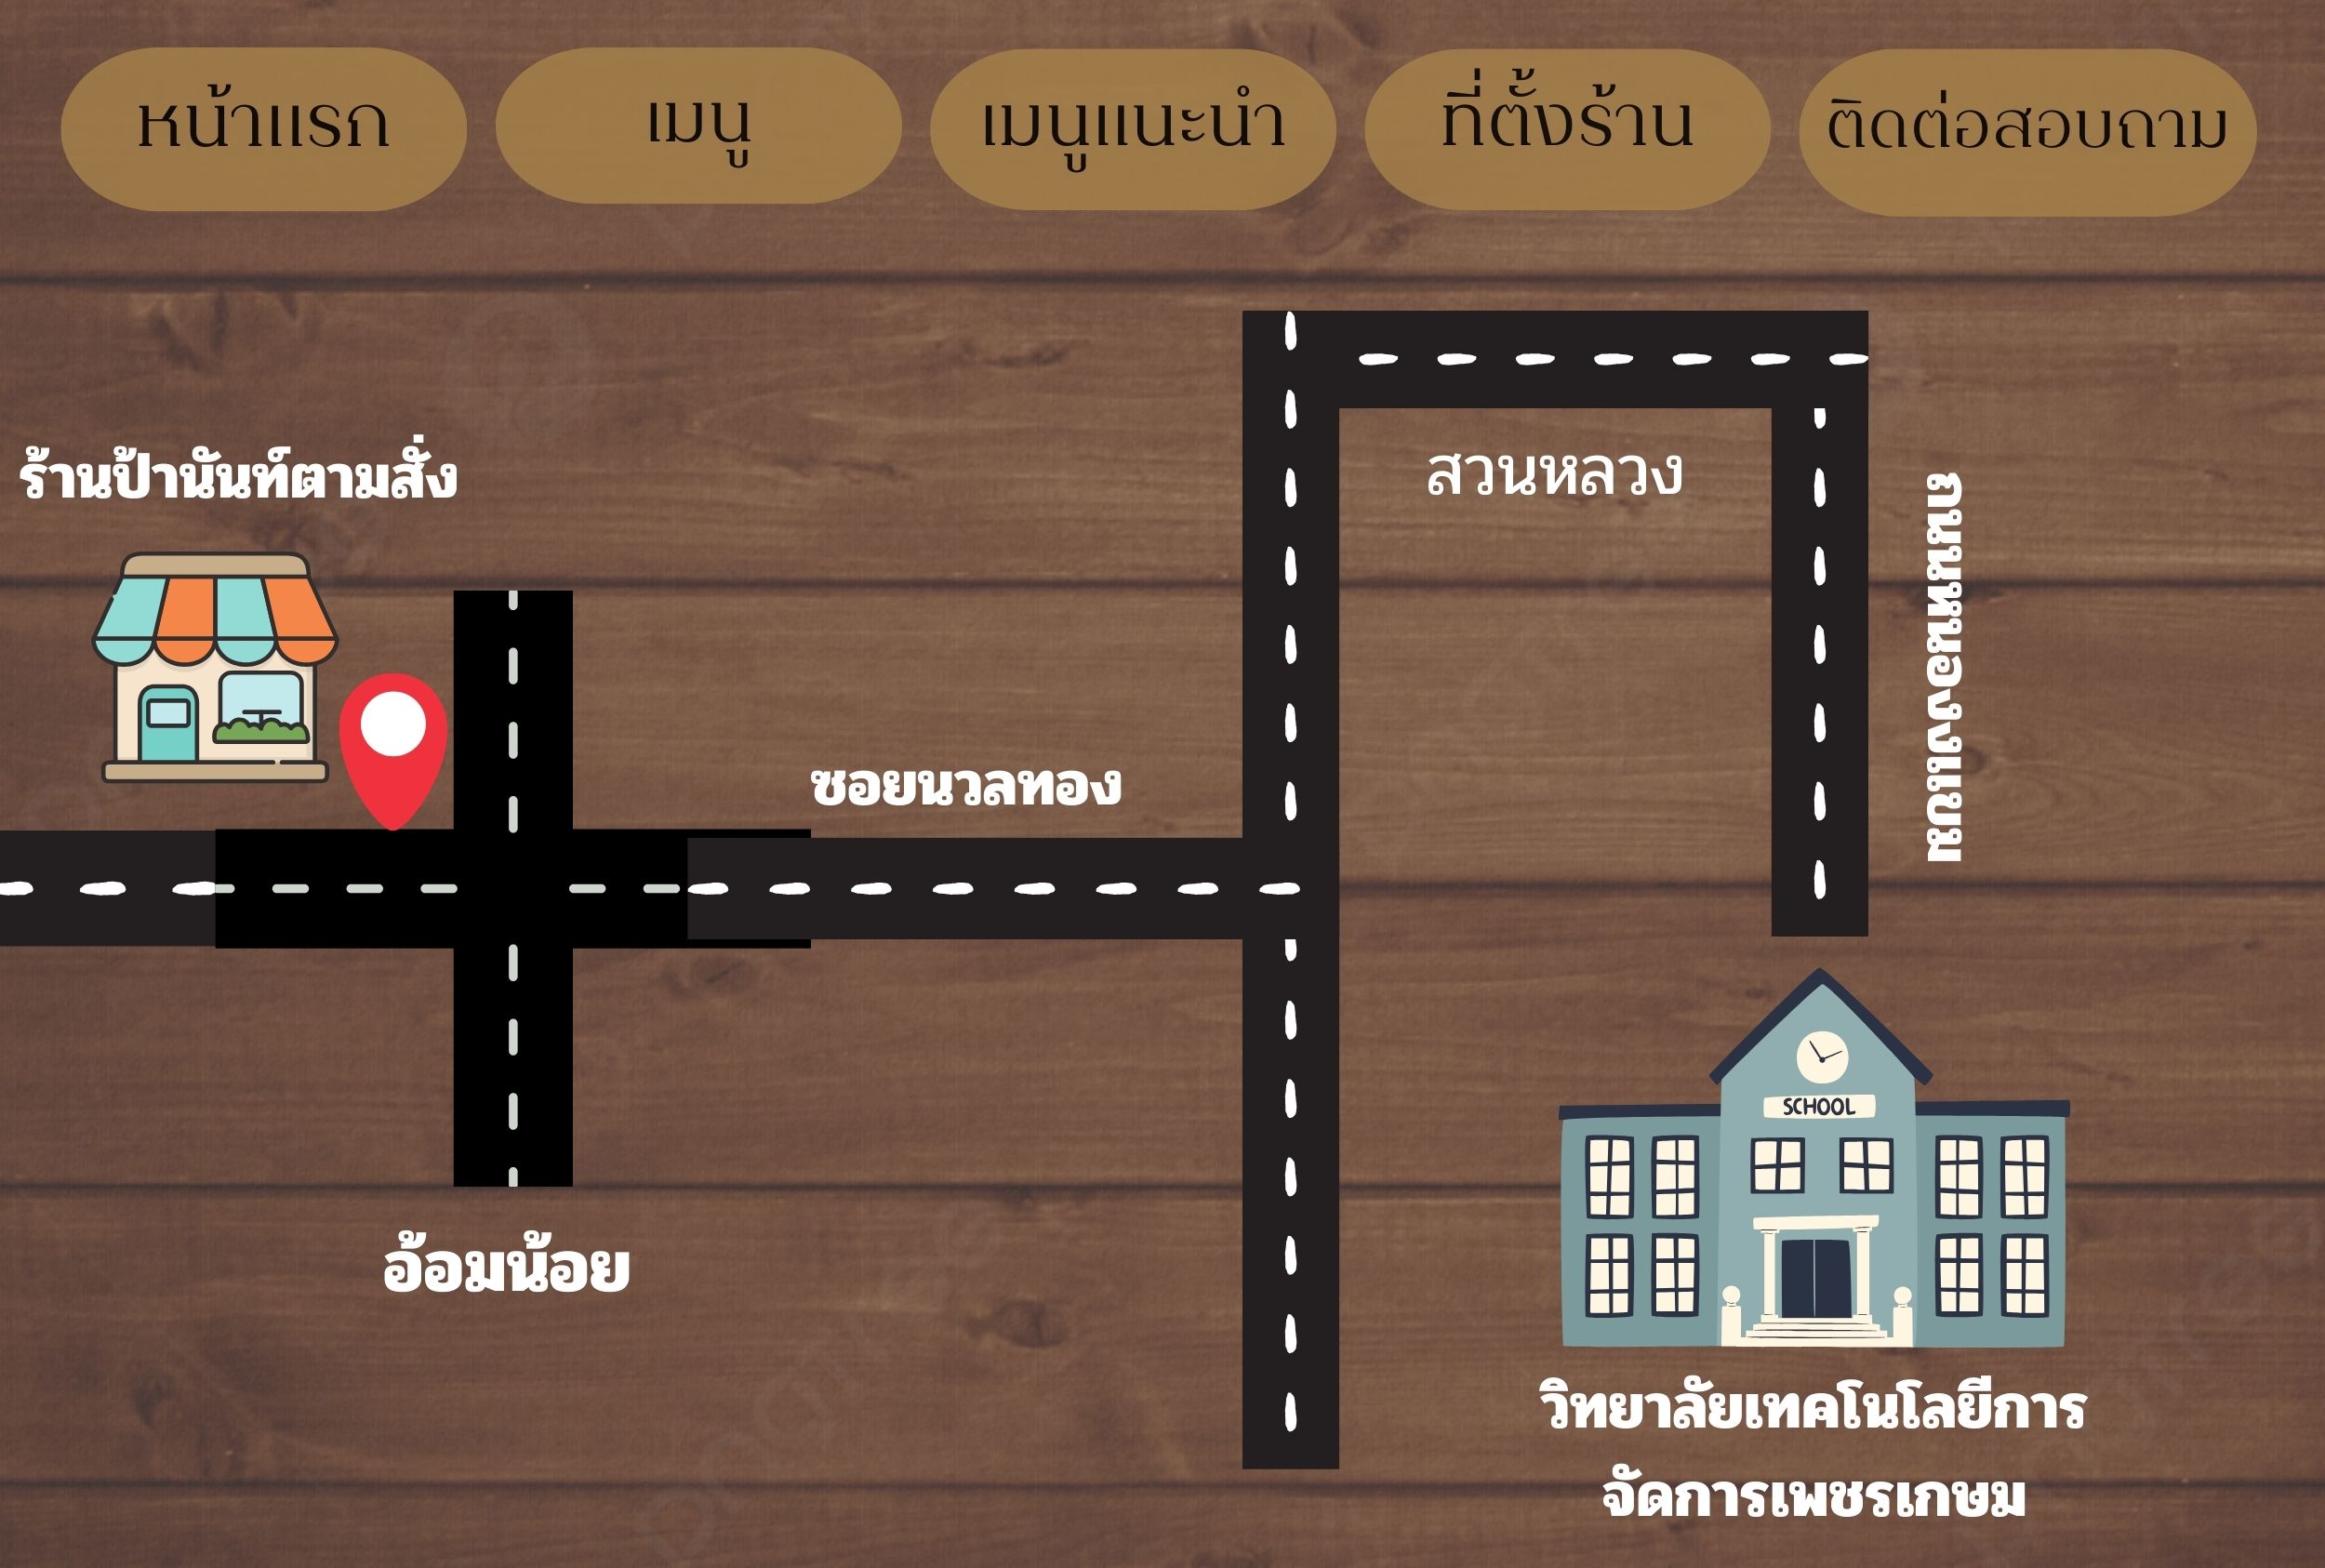 หน้าแรก
เมนู
เมนูแนะนำ
ที่ตั้งร้าน
ติดต่อสอบถาม
ร้านป้านันท์ตามสั่ง
สวนหลวง
ถนนหนองแขม
ซอยนวลทอง
SCHOOL
อ้อมน้อย
วิทยาลัยเทคโนโลยีการ
จัดการเพชรเกษม